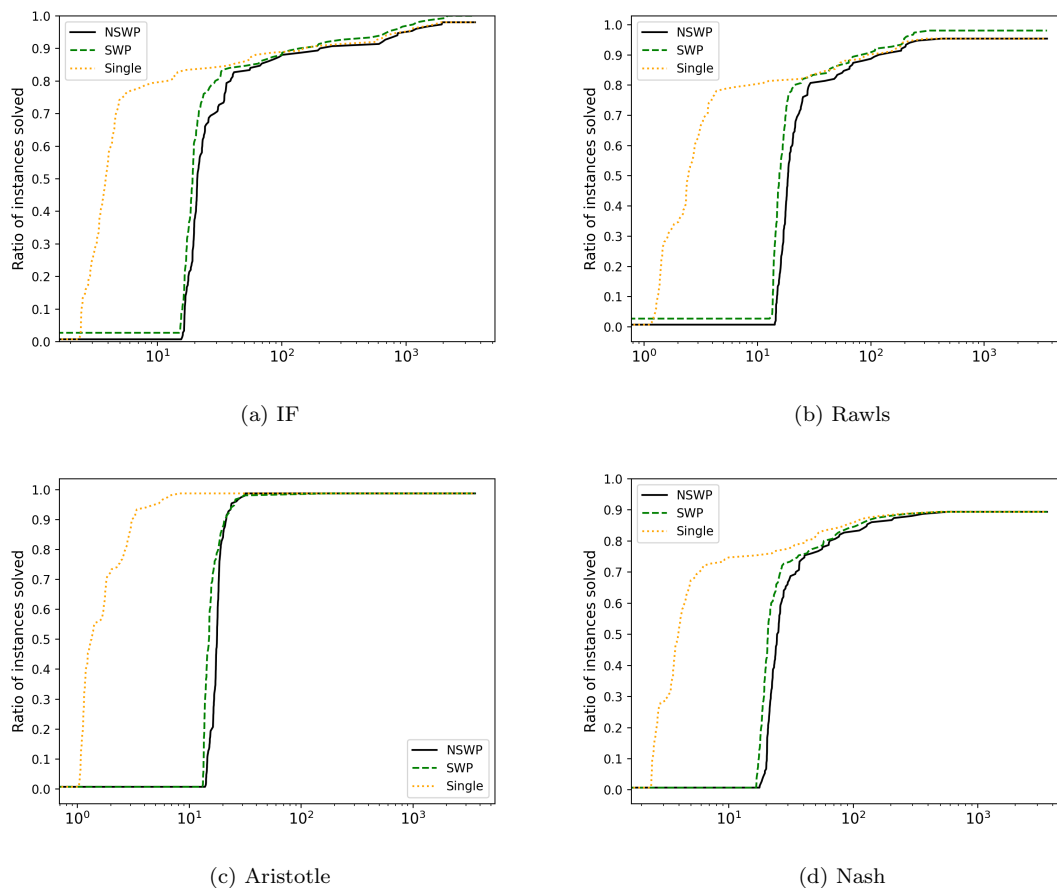 1.0
0.9
0.8
0.7
0.6
0.5
0.4
0.3
0.2
0.1
0.0
Ratio of instances solved
NSWP
SWP
Single
10¹
10²
10³
(a) IF
1.0
0.9
0.8
0.7
0.6
0.5
0.4
0.3
0.2
0.1
0.0
Ratio of instances solved
NSWP
SWP
Single
10⁰
10¹
10²
10³
(b) Rawls
1.0
0.9
0.8
0.7
0.6
0.5
0.4
0.3
0.2
0.1
0.0
Ratio of instances solved
NSWP
SWP
Single
10⁰
10¹
10²
10³
(c) Aristotle
1.0
0.9
0.8
0.7
0.6
0.5
0.4
0.3
0.2
0.1
0.0
Ratio of instances solved
NSWP
SWP
Single
10¹
10²
10³
(d) Nash